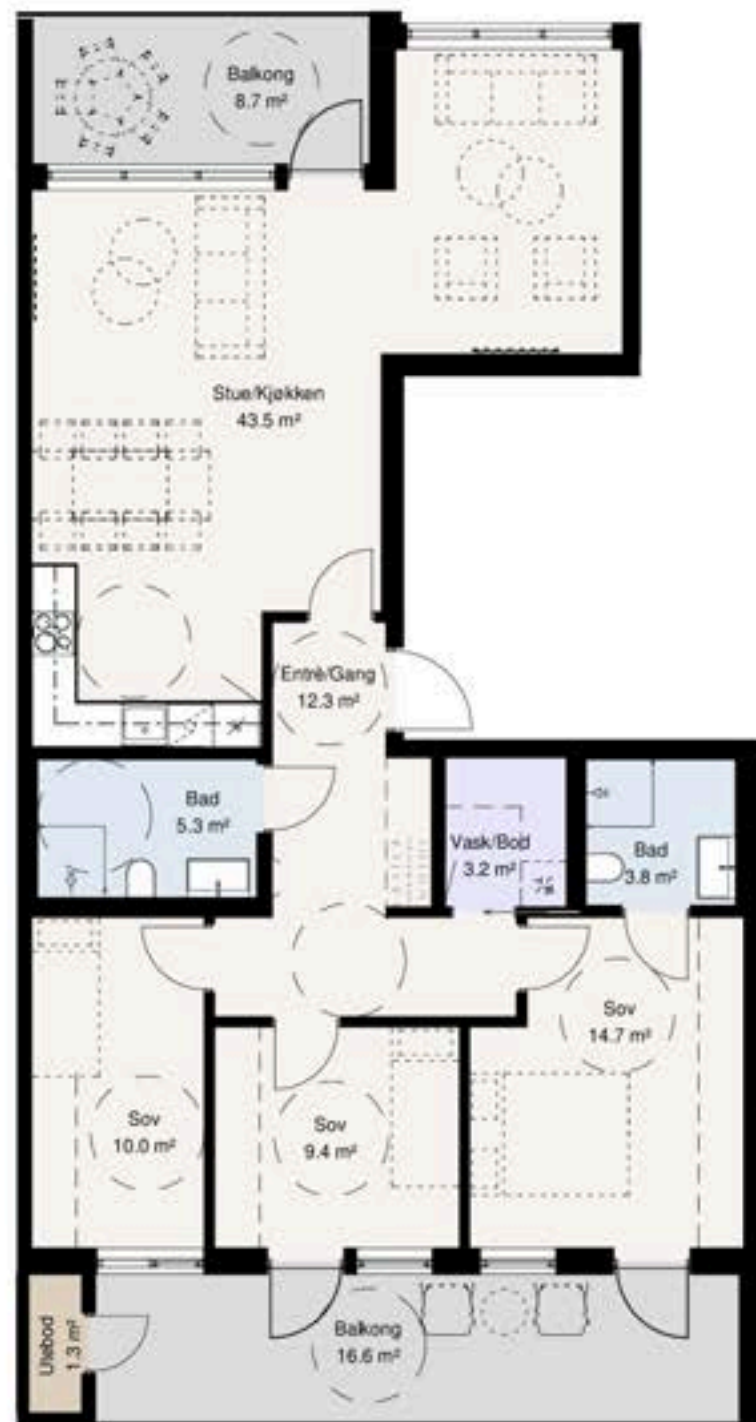 Balkong
8.7 m²
Stue/Kjøkken
43.5 m²
Entrè/Gang
12.3 m²
Bad
5.3 m²
Vask/Bod
3.2 m²
Bad
3.8 m²
Sov
14.7 m²
Sov
10.0 m²
Sov
9.4 m²
Utebod
1.3 m²
Balkong
16.6 m²